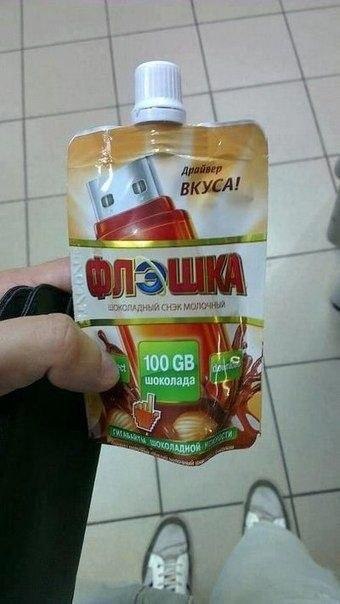 Драйвер
ВКУСА!
ФЛЭШКА
ШОКОЛАДНЫЙ СНЭК МОЛОЧНЫЙ
100 GB
шоколада
ГИГАБАЙТЫ ШОКОЛАДНОЙ